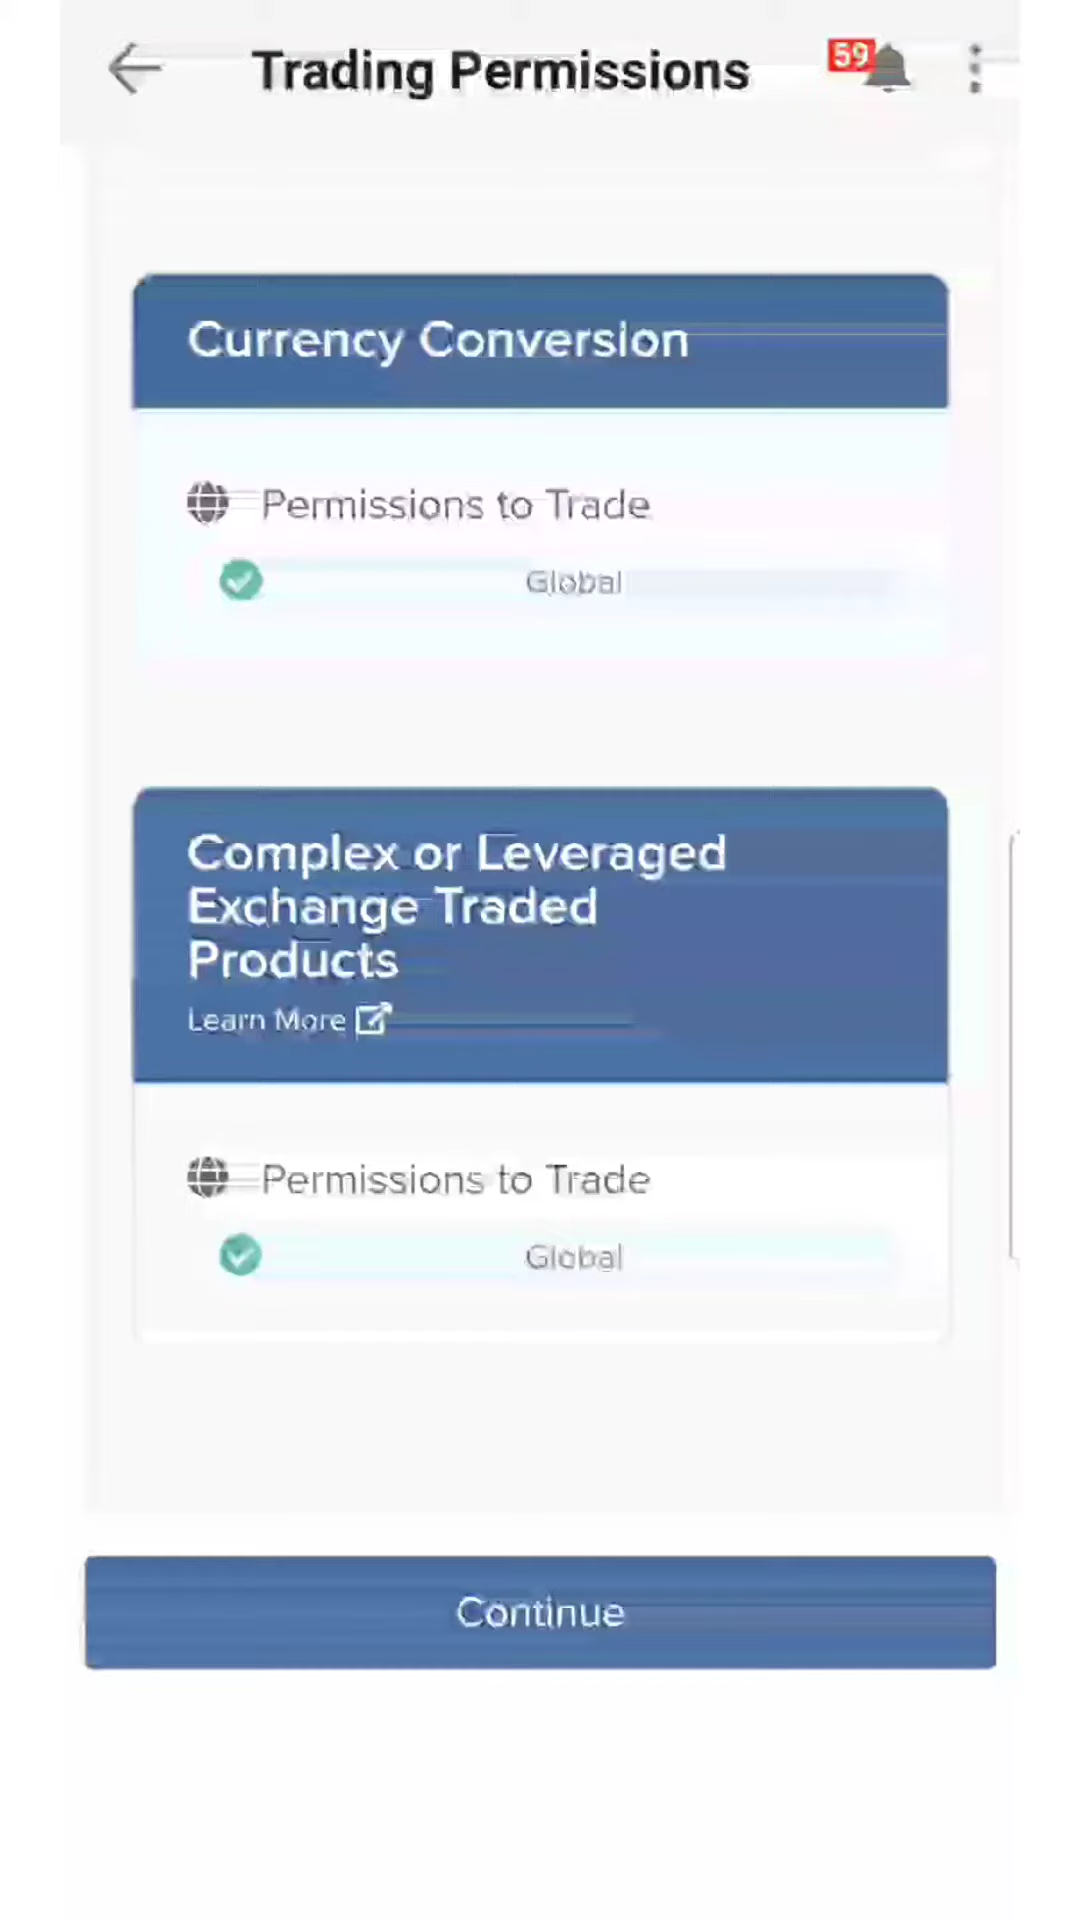 Trading Permissions
59
Currency Conversion
Permissions to Trade
Global
Complex or Leveraged
Exchange Traded
Products
Learn More
Permissions to Trade
Global
Continue